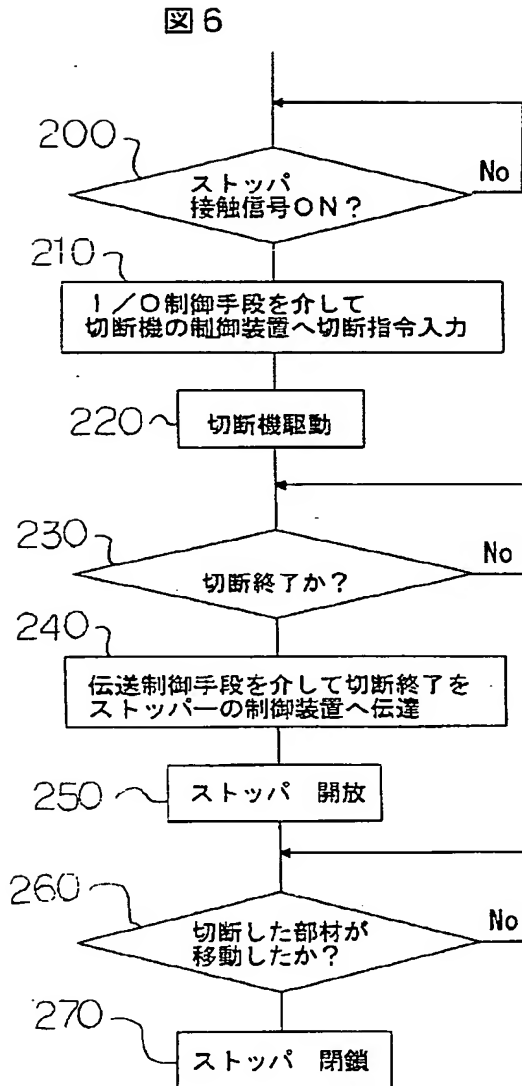 図6
200
ストッパ
接触信号ON?
No
210
I/O制御手段を介して
切断機の制御装置へ切断指令入力
220
切断機駆動
230
切断終了か?
No
240
伝送制御手段を介して切断終了を
ストッパーの制御装置へ伝達
250
ストッパ 開放
260
切断した部材が
移動したか?
No
270
ストッパ 閉鎖